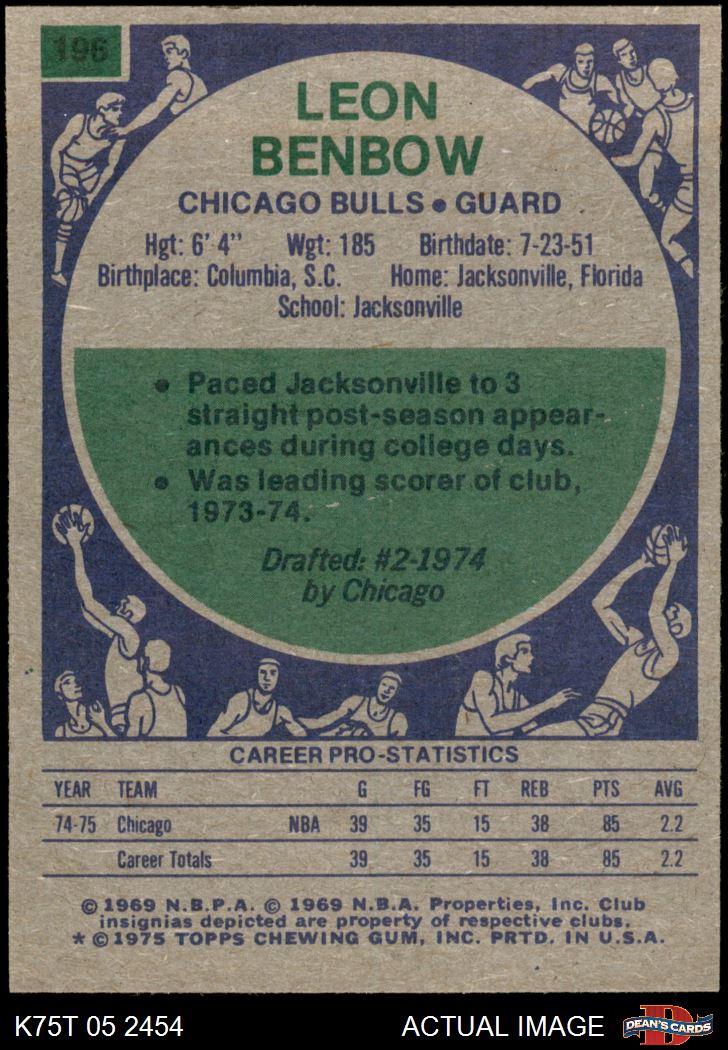 196
LEON
BENBOW
CHICAGO BULLS • GUARD
Hgt: 6' 4" Wgt: 185 Birthdate: 7-23-51
Birthplace: Columbia, S.C. Home: Jacksonville, Florida
School: Jacksonville
• Paced Jacksonville to 3
straight post-season appear-
ances during college days.
• Was leading scorer of club,
1973-74.
Drafted: #2-1974
by Chicago
CAREER PRO-STATISTICS
YEAR TEAM G FG FT REB PTS AVG
74-75 Chicago NBA 39 35 15 38 85 2.2
Career Totals 39 35 15 38 85 2.2
© 1969 N.B.P.A. © 1969 N.B.A. Properties, Inc. Club
insignias depicted are property of respective clubs.
* © 1975 TOPPS CHEWING GUM, INC. PRTD. IN U.S.A.
K75T 05 2454 ACTUAL IMAGE D DEAN'S CARDS